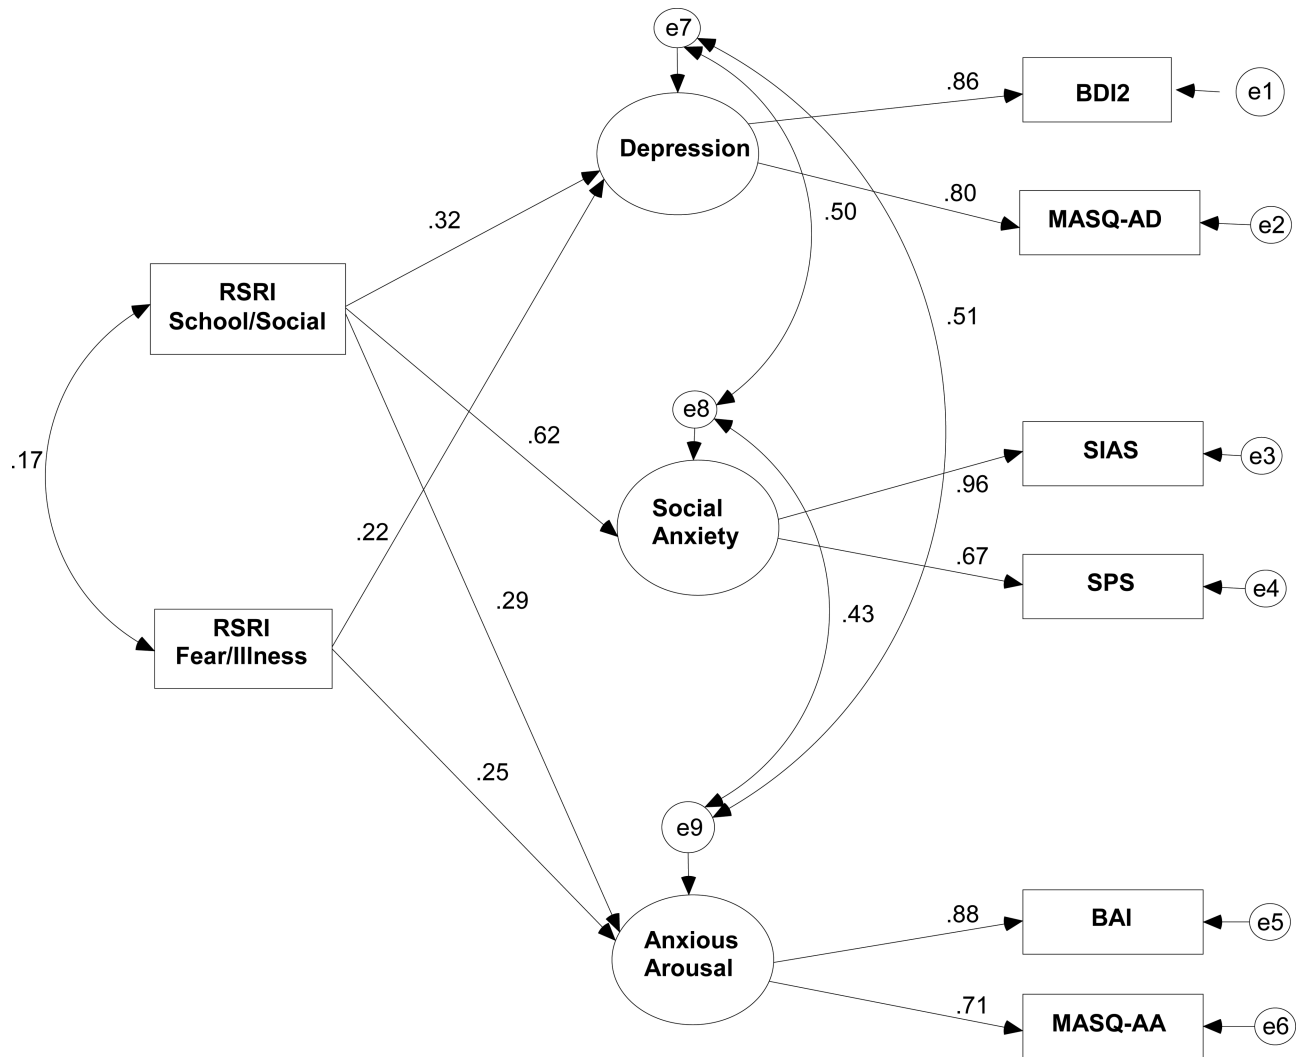 e7
.86
BDI2
e1
Depression
.80
MASQ-AD
e2
.50
.32
RSRI
School/Social
.51
e8
.62
SIAS
e3
.96
.17
Social
Anxiety
.22
.67
SPS
e4
.29
.43
RSRI
Fear/Illness
.25
e9
.88
BAI
e5
Anxious
Arousal
.71
MASQ-AA
e6